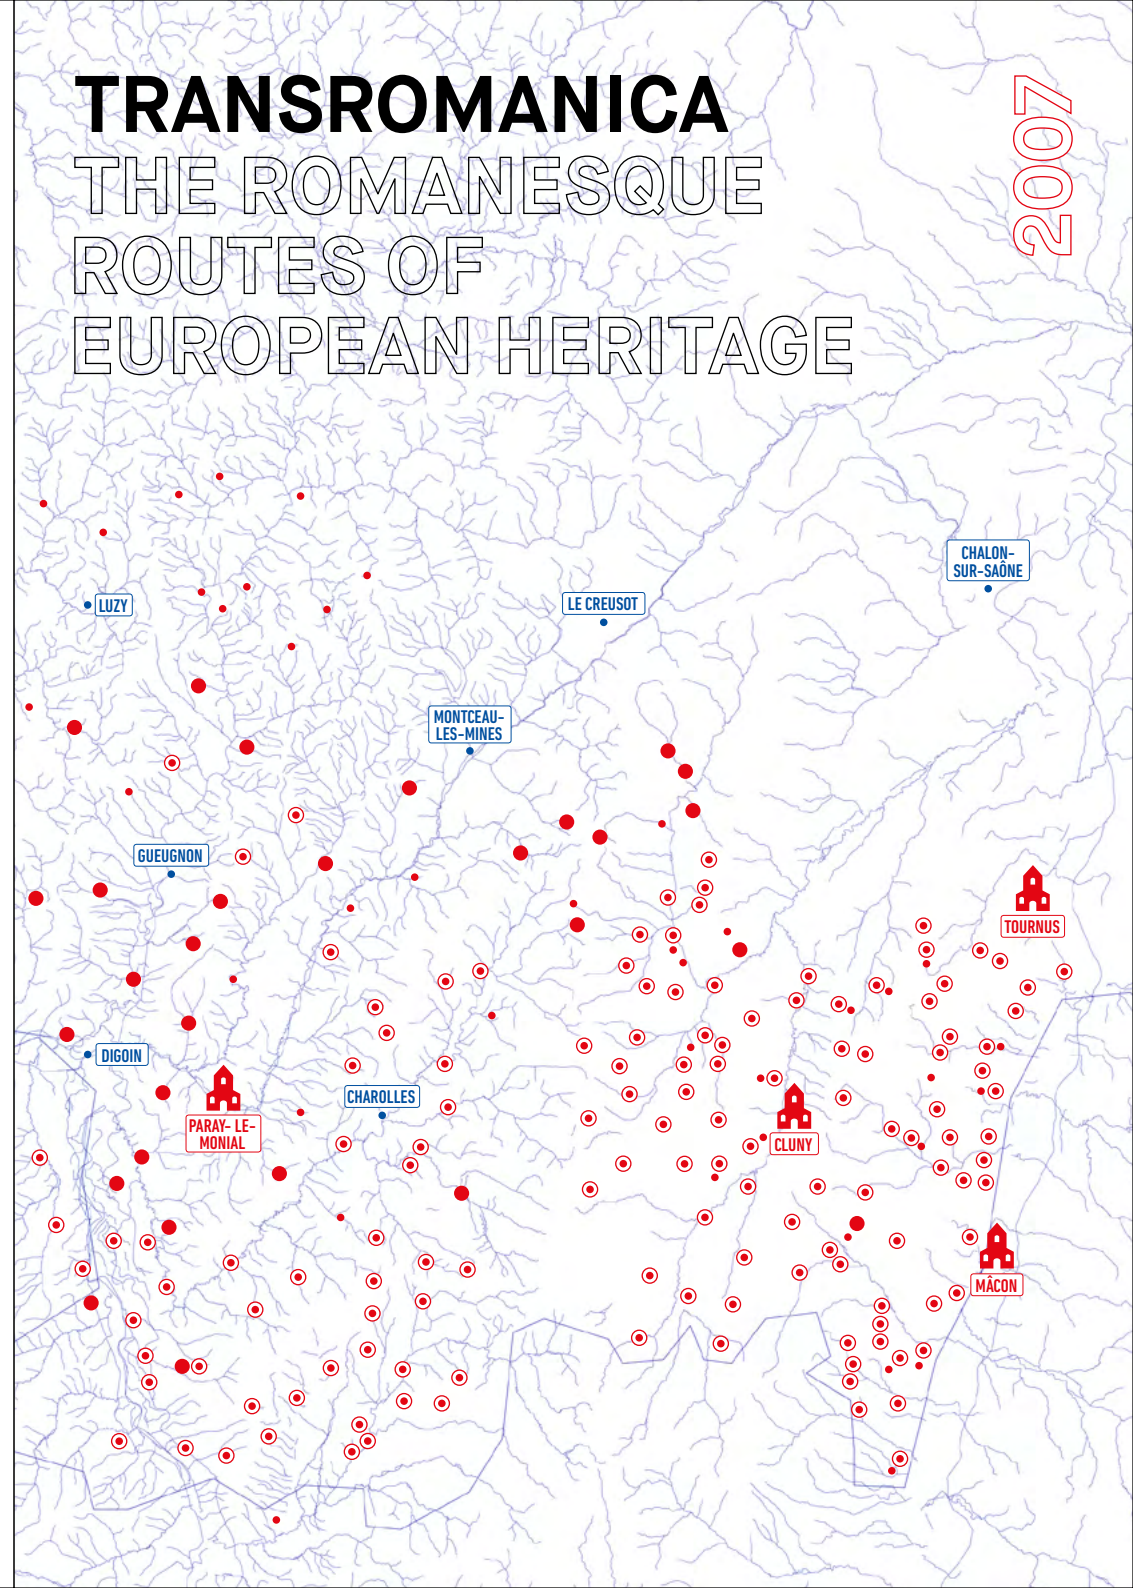 TRANSROMANICA
THE ROMANESQUE
ROUTES OF
EUROPEAN HERITAGE
2007
CHALON-
SUR-SAÔNE
LUZY
LE CREUSOT
MONTCEAU-
LES-MINES
GUEUGNON
TOURNUS
DIGOIN
CHAROLLES
PARAY- LE-
MONIAL
CLUNY
MÂCON